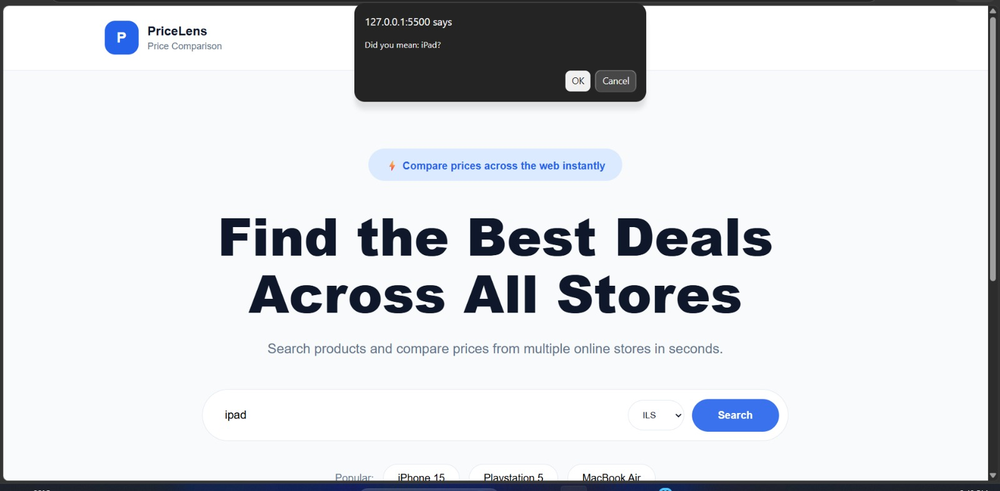 127.0.0.1:5500 says
Did you mean: iPad?
OK Cancel
P
PriceLens
Price Comparison
⚡ Compare prices across the web instantly
Find the Best Deals
Across All Stores
Search products and compare prices from multiple online stores in seconds.
ipad ILS Search
Popular: iPhone 15 Playstation 5 MacBook Air